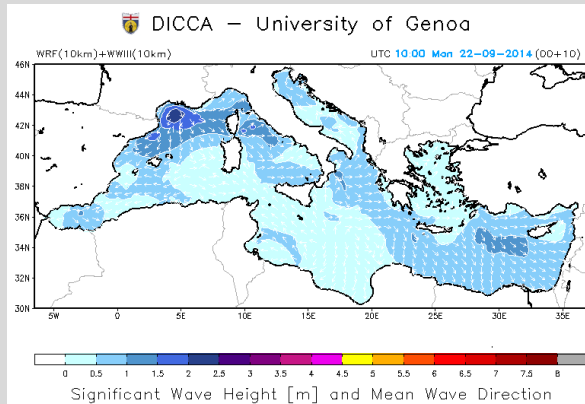 DICCA – University of Genoa
WRF(10km)+WWIII(10km) UTC 10:00 Mon 22-09-2014 (00+10)
46N
44N
42N
40N
38N
36N
34N
32N
30N
5W 0 5E 10E 15E 20E 25E 30E 35E
0 0.5 1 1.5 2 2.5 3 3.5 4 4.5 5 5.5 6 6.5 7 7.5 8
Significant Wave Height [m] and Mean Wave Direction